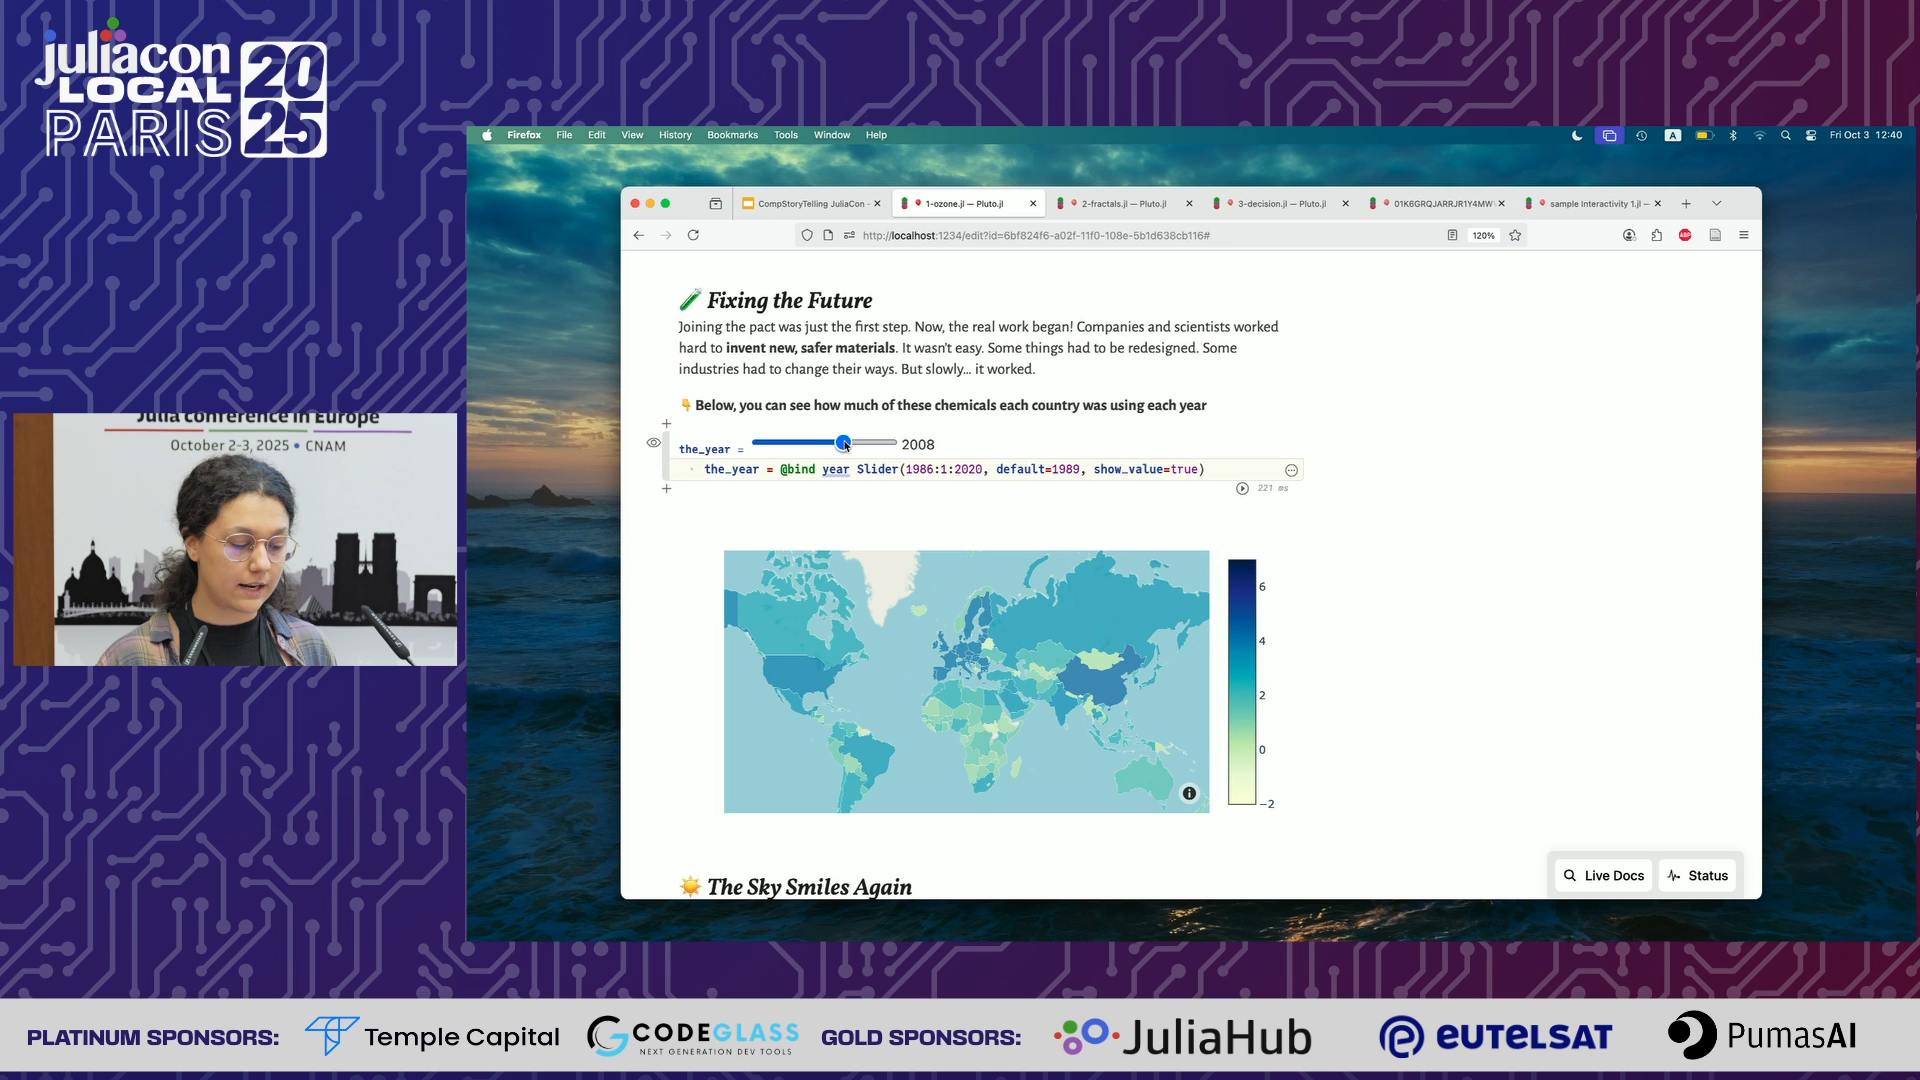 juliacon
LOCAL
PARIS
20
25
Julia conference in Europe
October 2-3, 2025 • CNAM
Firefox File Edit View History Bookmarks Tools Window Help
A
Fri Oct 3 12:40
CompStoryTelling JuliaCon -
1-ozone.jl — Pluto.jl
2-fractals.jl — Pluto.jl
3-decision.jl — Pluto.jl
01K6GRQJARRJR1Y4MW
sample Interactivity 1.jl —
http://localhost:1234/edit?id=6bf824f6-a02f-11f0-108e-5b1d638cb116#
120%
ABP
Fixing the Future
Joining the pact was just the first step. Now, the real work began! Companies and scientists worked
hard to invent new, safer materials. It wasn't easy. Some things had to be redesigned. Some
industries had to change their ways. But slowly… it worked.
Below, you can see how much of these chemicals each country was using each year
the_year =
2008
the_year = @bind year Slider(1986:1:2020, default=1989, show_value=true)
221 ms
6
4
2
0
−2
The Sky Smiles Again
Live Docs
Status
PLATINUM SPONSORS:
Temple Capital
CODEGLASS
NEXT GENERATION DEV TOOLS
GOLD SPONSORS:
JuliaHub
eUTELSAT
PumasAI